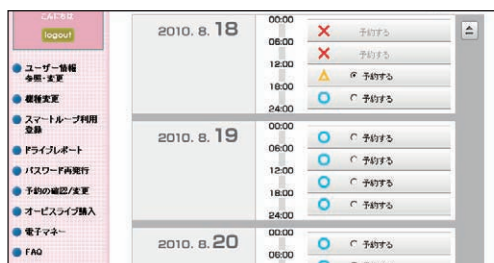 こんにちは
logout
ユーザー情報
参照・変更
機種変更
スマートループ利用
登録
ドライブレポート
パスワード再発行
予約の確認/変更
オービスライブ購入
電子マネー
FAQ
2010. 8. 18
00:00
06:00
12:00
18:00
24:00
予約する
予約する
予約する
予約する
2010. 8. 19
00:00
06:00
12:00
18:00
24:00
予約する
予約する
予約する
予約する
2010. 8. 20
00:00
06:00
予約する